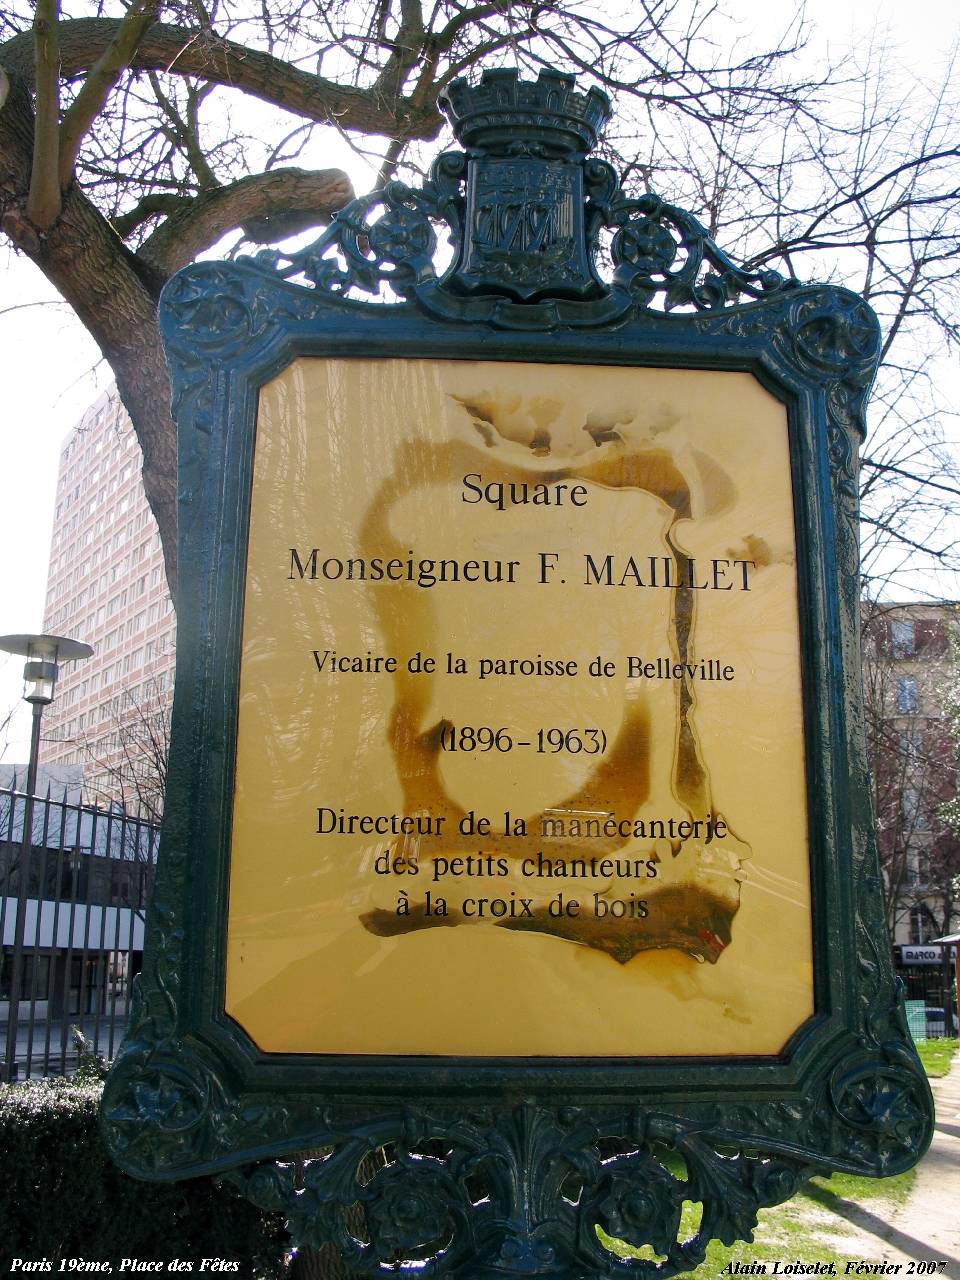 Square
Monseigneur F. MAILLET
Vicaire de la paroisse de Belleville
(1896-1963)
Directeur de la manécanterie
des petits chanteurs
à la croix de bois
MARCO
Paris 19ème, Place des Fêtes
Alain Loiselet, Février 2007